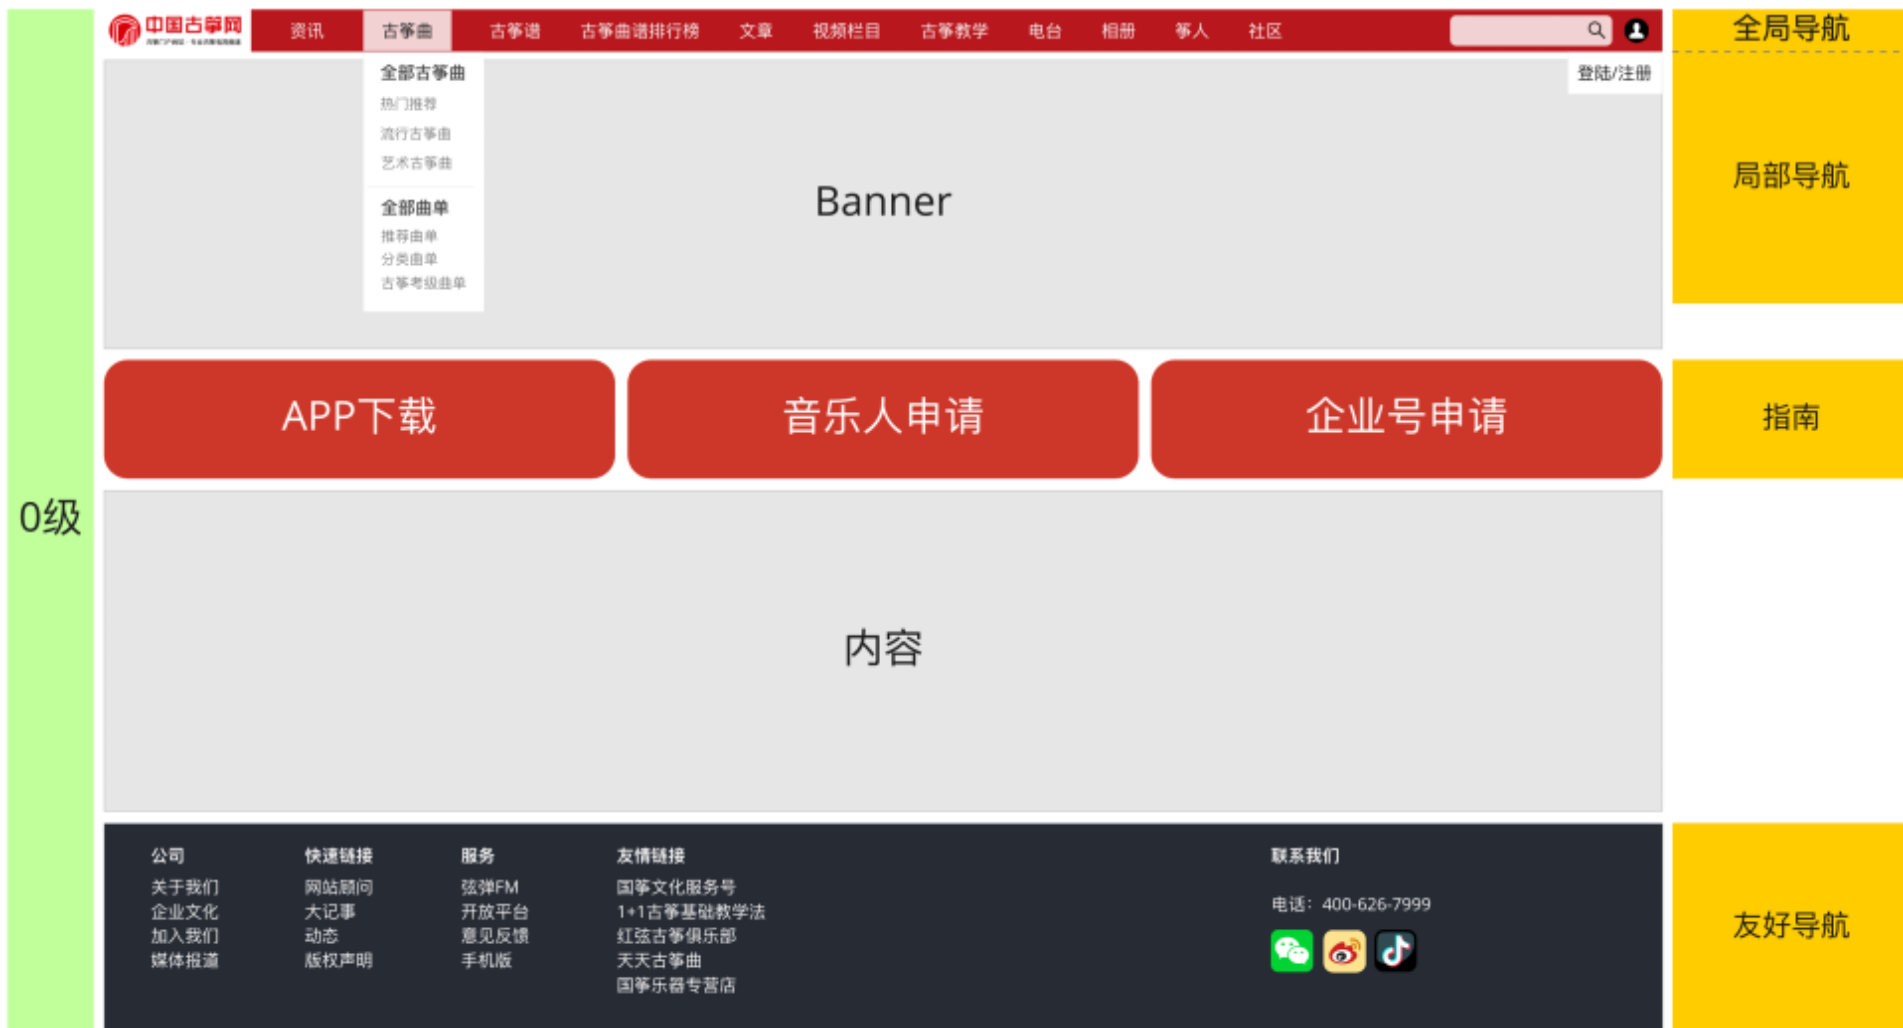 中国古筝网
资讯 古筝曲 古筝谱 古筝曲谱排行榜 文章 视频栏目 古筝教学 电台 相册 筝人 社区
全局导航
登陆/注册
全部古筝曲
热门推荐
流行古筝曲
艺术古筝曲
全部曲单
推荐曲单
分类曲单
古筝考级曲单
Banner
局部导航
APP下载 音乐人申请 企业号申请
指南
0级
内容
公司
关于我们
企业文化
加入我们
媒体报道
快速链接
网站顾问
大记事
动态
版权声明
服务
弦弹FM
开放平台
意见反馈
手机版
友情链接
国筝文化服务号
1+1古筝基础教学法
红弦古筝俱乐部
天天古筝曲
国筝乐器专营店
联系我们
电话：400-626-7999
友好导航